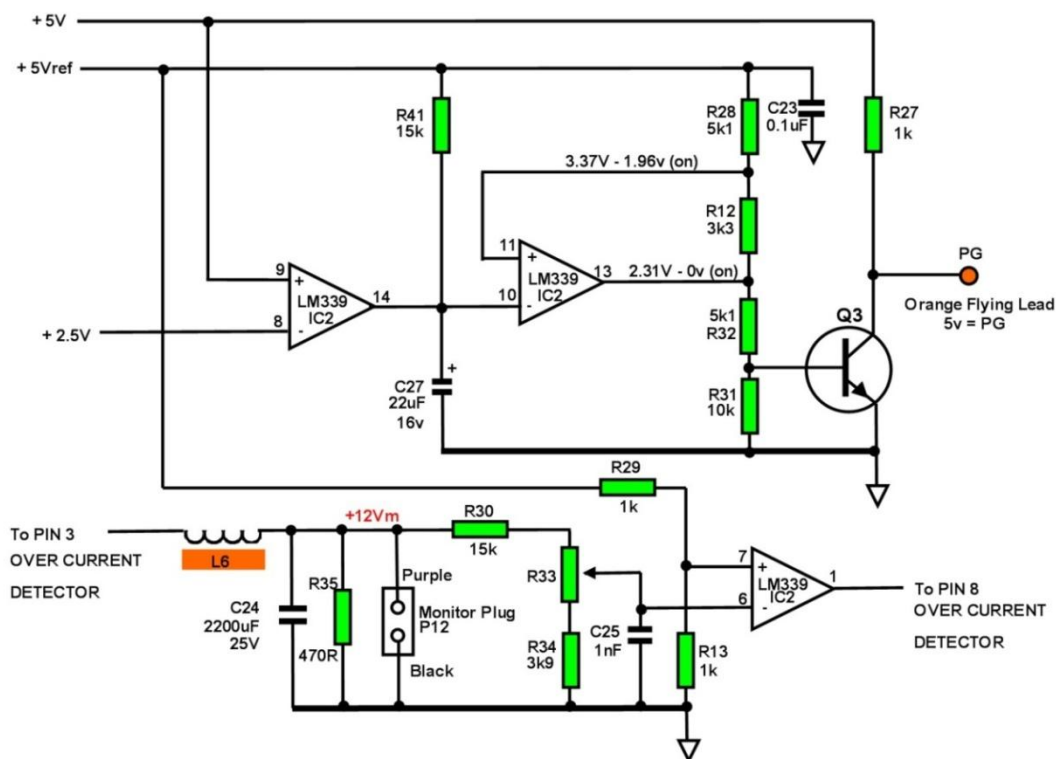 + 5V
+ 5Vref
R41
15k
R28
5k1
C23
0.1uF
R27
1k
3.37V - 1.96v (on)
R12
3k3
11
+
LM339
IC2
10
-
13
2.31V - 0v (on)
PG
Orange Flying Lead
5v = PG
9
+
LM339
IC2
8
-
14
+ 2.5V
5k1
R32
Q3
C27
22uF
16v
+
R31
10k
R29
1k
To PIN 3
OVER CURRENT
DETECTOR
L6
+12Vm
R30
15k
R33
7
+
LM339
IC2
6
-
1
To PIN 8
OVER CURRENT
DETECTOR
C24
2200uF
25V
R35
470R
Purple
Monitor Plug
P12
Black
R34
3k9
C25
1nF
R13
1k